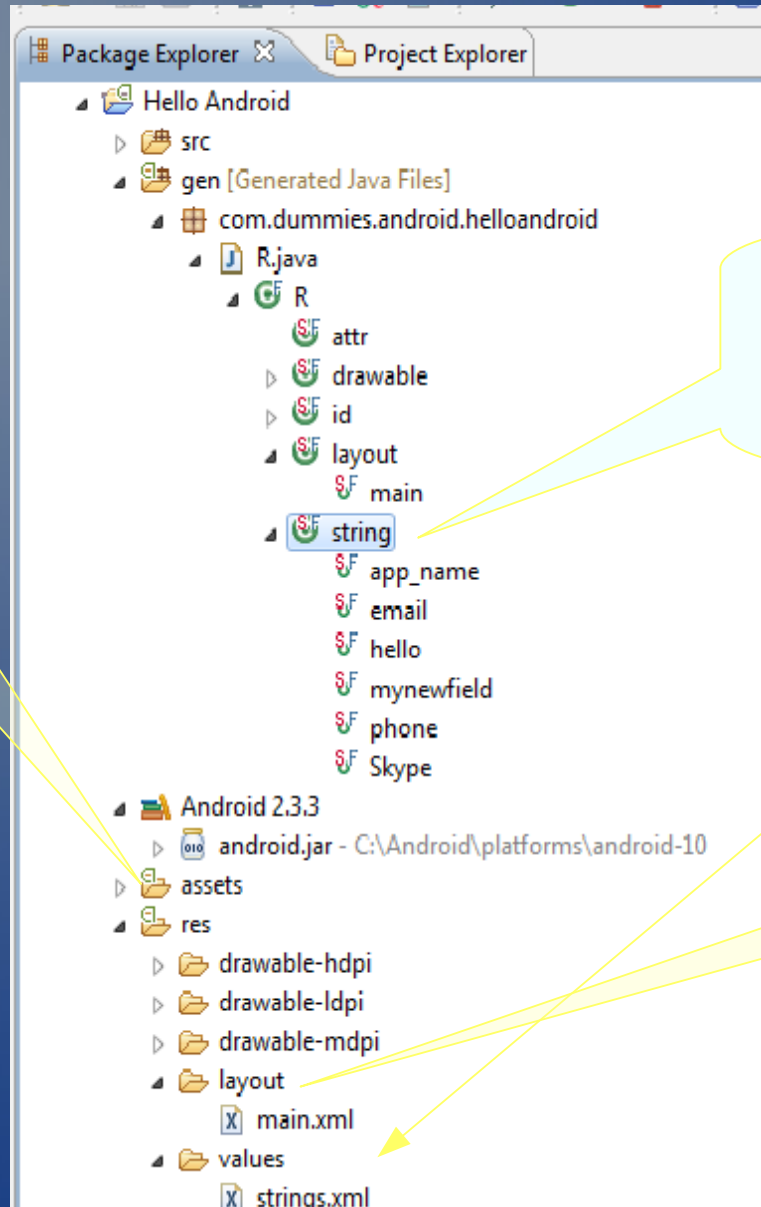 Package Explorer Project Explorer
Hello Android
src
gen [Generated Java Files]
com.dummies.android.helloandroid
R.java
R
attr
drawable
id
layout
main
string
app_name
email
hello
mynewfield
phone
Skype
Android 2.3.3
android.jar - C:\Android\platforms\android-10
assets
res
drawable-hdpi
drawable-ldpi
drawable-mdpi
layout
main.xml
values
strings.xml